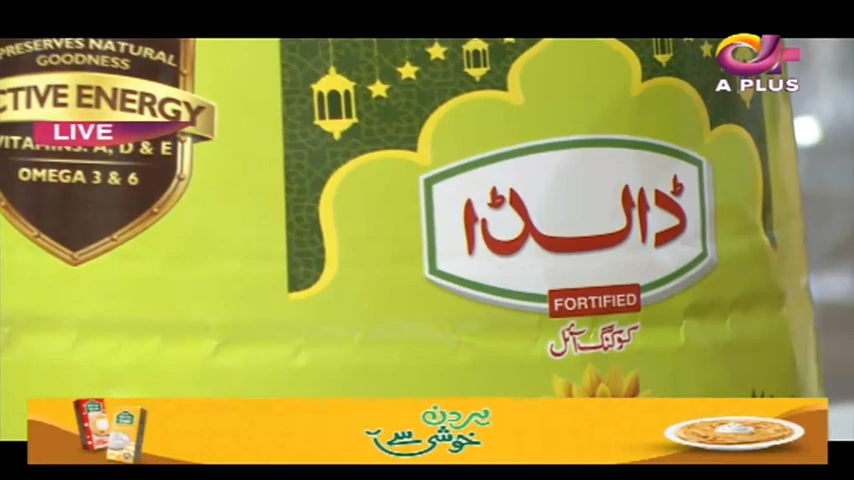 PRESERVES NATURAL
GOODNESS
CTIVE ENERGY
LIVE
VITAMINS: A, D & E
OMEGA 3 & 6
A PLUS
ڈالڈا
FORTIFIED
کوکنگ آئل
ہر دن
خوشی سے